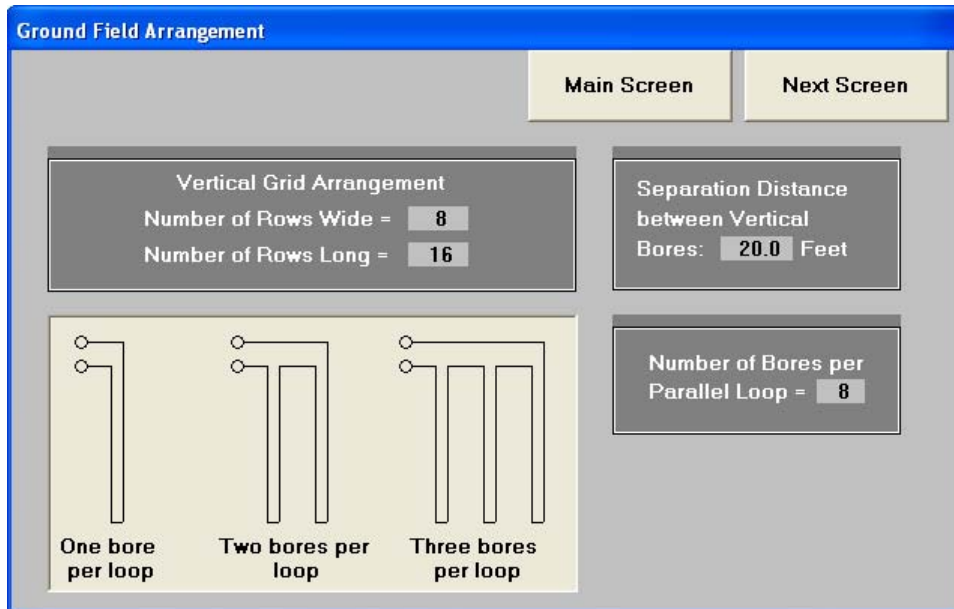 Ground Field Arrangement
Main Screen
Next Screen
Vertical Grid Arrangement
Number of Rows Wide = 8
Number of Rows Long = 16
Separation Distance
between Vertical
Bores: 20.0 Feet
Number of Bores per
Parallel Loop = 8
One bore
per loop
Two bores per
loop
Three bores
per loop